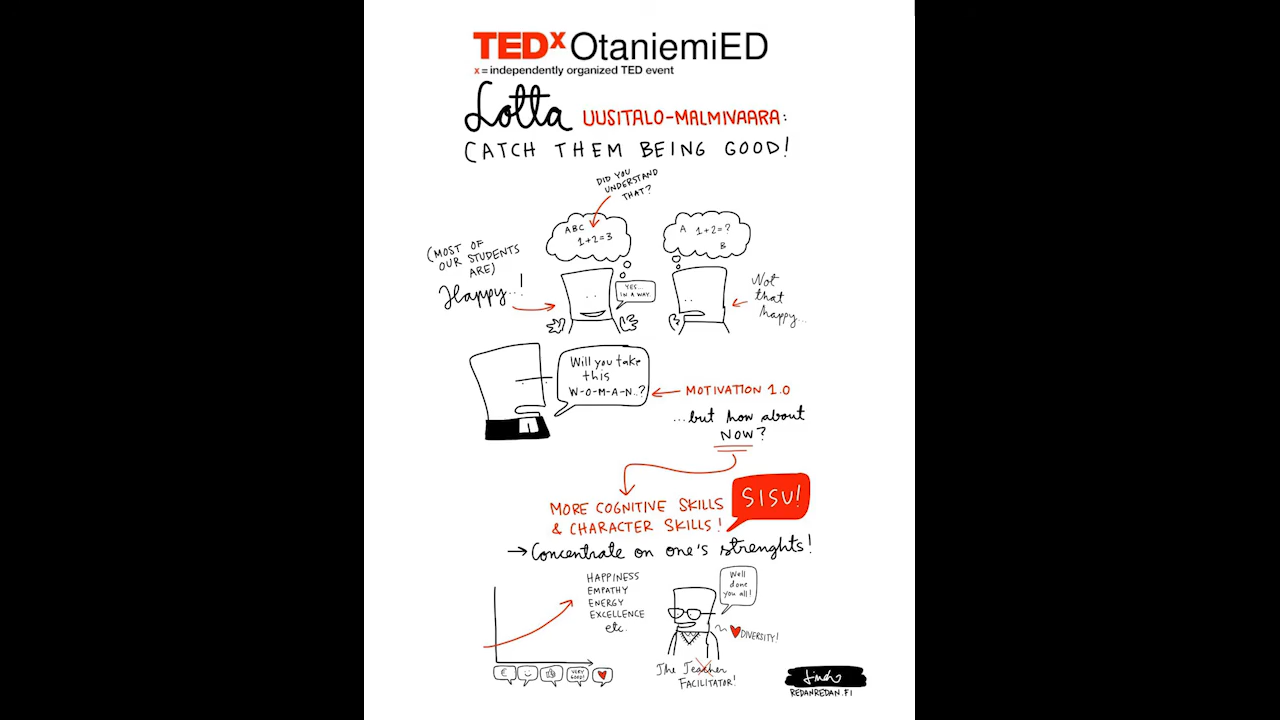 TEDxOtaniemiED
x = independently organized TED event
Lotta UUSITALO-MALMIVAARA:
CATCH THEM BEING GOOD!
DID YOU
UNDERSTAND
THAT?
ABC
1+2=3
A 1+2=?
B
(MOST OF
OUR STUDENTS
ARE)
Happy..!
YES...
IN A WAY
Not
that
happy...
Will you take
this
W-O-M-A-N..?
MOTIVATION 1.0
...but how about
NOW?
MORE COGNITIVE SKILLS
& CHARACTER SKILLS!
SISU!
→ Concentrate on one's strenghts!
HAPPINESS
EMPATHY
ENERGY
EXCELLENCE
etc.
€
VERY
GOOD!
Well
done
you all!
DIVERSITY!
The Teacher
FACILITATOR!
REDANREDAN.FI